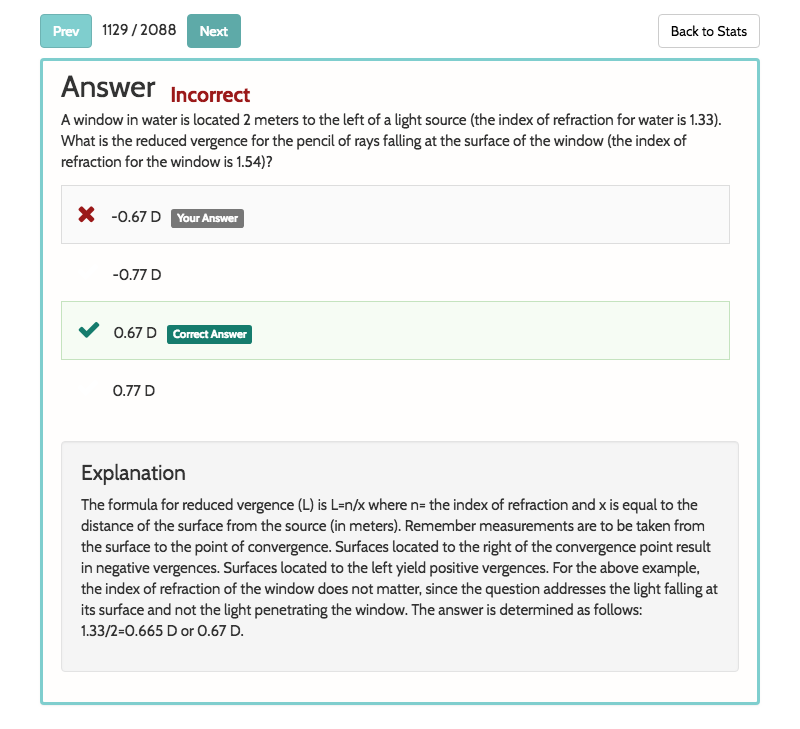 Prev 1129 / 2088 Next Back to Stats
Answer Incorrect
A window in water is located 2 meters to the left of a light source (the index of refraction for water is 1.33).
What is the reduced vergence for the pencil of rays falling at the surface of the window (the index of
refraction for the window is 1.54)?
-0.67 D Your Answer
-0.77 D
0.67 D Correct Answer
0.77 D
Explanation
The formula for reduced vergence (L) is L=n/x where n= the index of refraction and x is equal to the
distance of the surface from the source (in meters). Remember measurements are to be taken from
the surface to the point of convergence. Surfaces located to the right of the convergence point result
in negative vergences. Surfaces located to the left yield positive vergences. For the above example,
the index of refraction of the window does not matter, since the question addresses the light falling at
its surface and not the light penetrating the window. The answer is determined as follows:
1.33/2=0.665 D or 0.67 D.